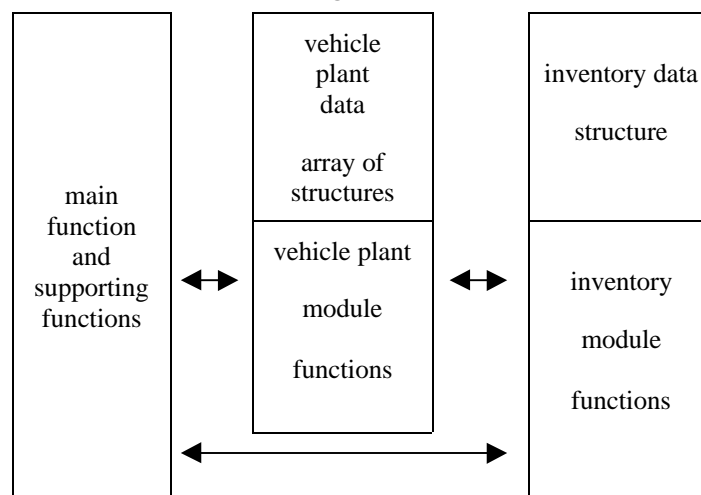 main
function
and
supporting
functions
vehicle
plant
data
array of
structures
vehicle plant
module
functions
inventory data
structure
inventory
module
functions